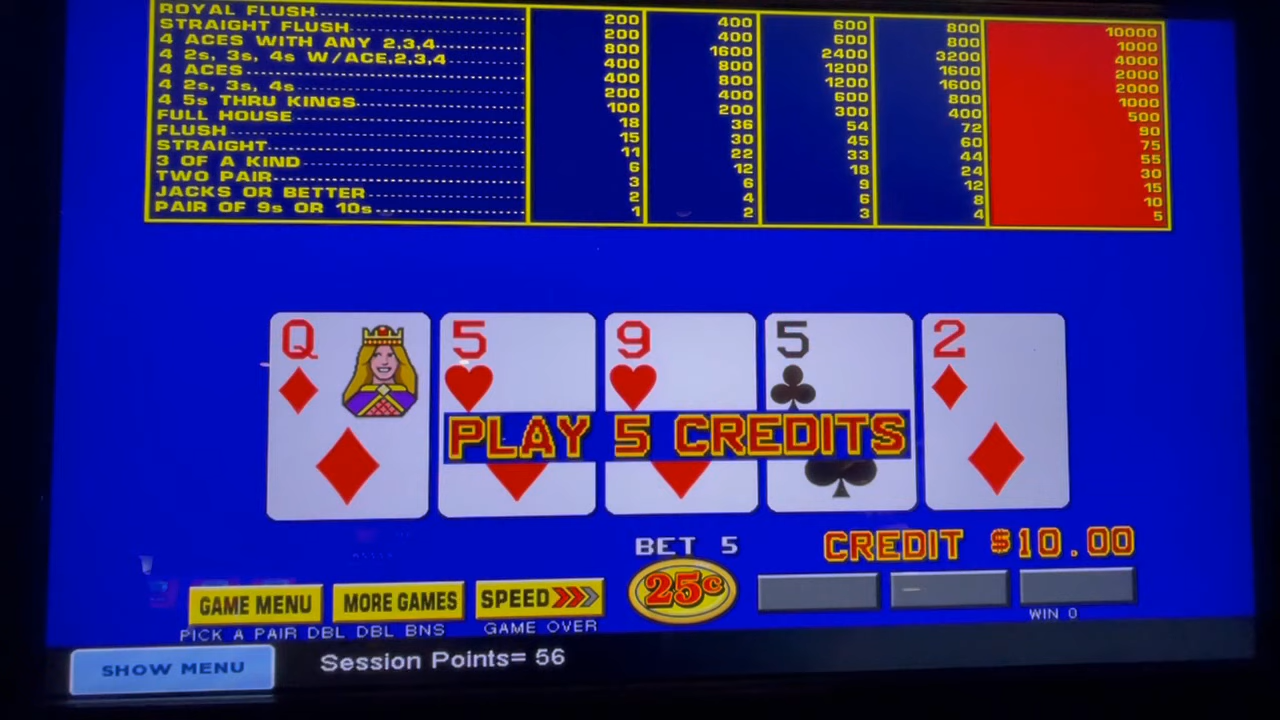 ROYAL FLUSH 200 400 600 800 10000
STRAIGHT FLUSH 200 400 600 800 1000
4 ACES WITH ANY 2,3,4 800 1600 2400 3200 4000
4 2s, 3s, 4s W/ACE,2,3,4 400 800 1200 1600 2000
4 ACES 400 800 1200 1600 2000
4 2s, 3s, 4s 200 400 600 800 1000
4 5s THRU KINGS 100 200 300 400 500
FULL HOUSE 18 36 54 72 90
FLUSH 15 30 45 60 75
STRAIGHT 11 22 33 44 55
3 OF A KIND 6 12 18 24 30
TWO PAIR 3 6 9 12 15
JACKS OR BETTER 2 4 6 8 10
PAIR OF 9s OR 10s 1 2 3 4 5
Q 5 9 5 2
PLAY 5 CREDITS
BET 5 CREDIT $10.00
GAME MENU MORE GAMES SPEED 25¢
PICK A PAIR DBL DBL BNS GAME OVER WIN 0
SHOW MENU Session Points= 56